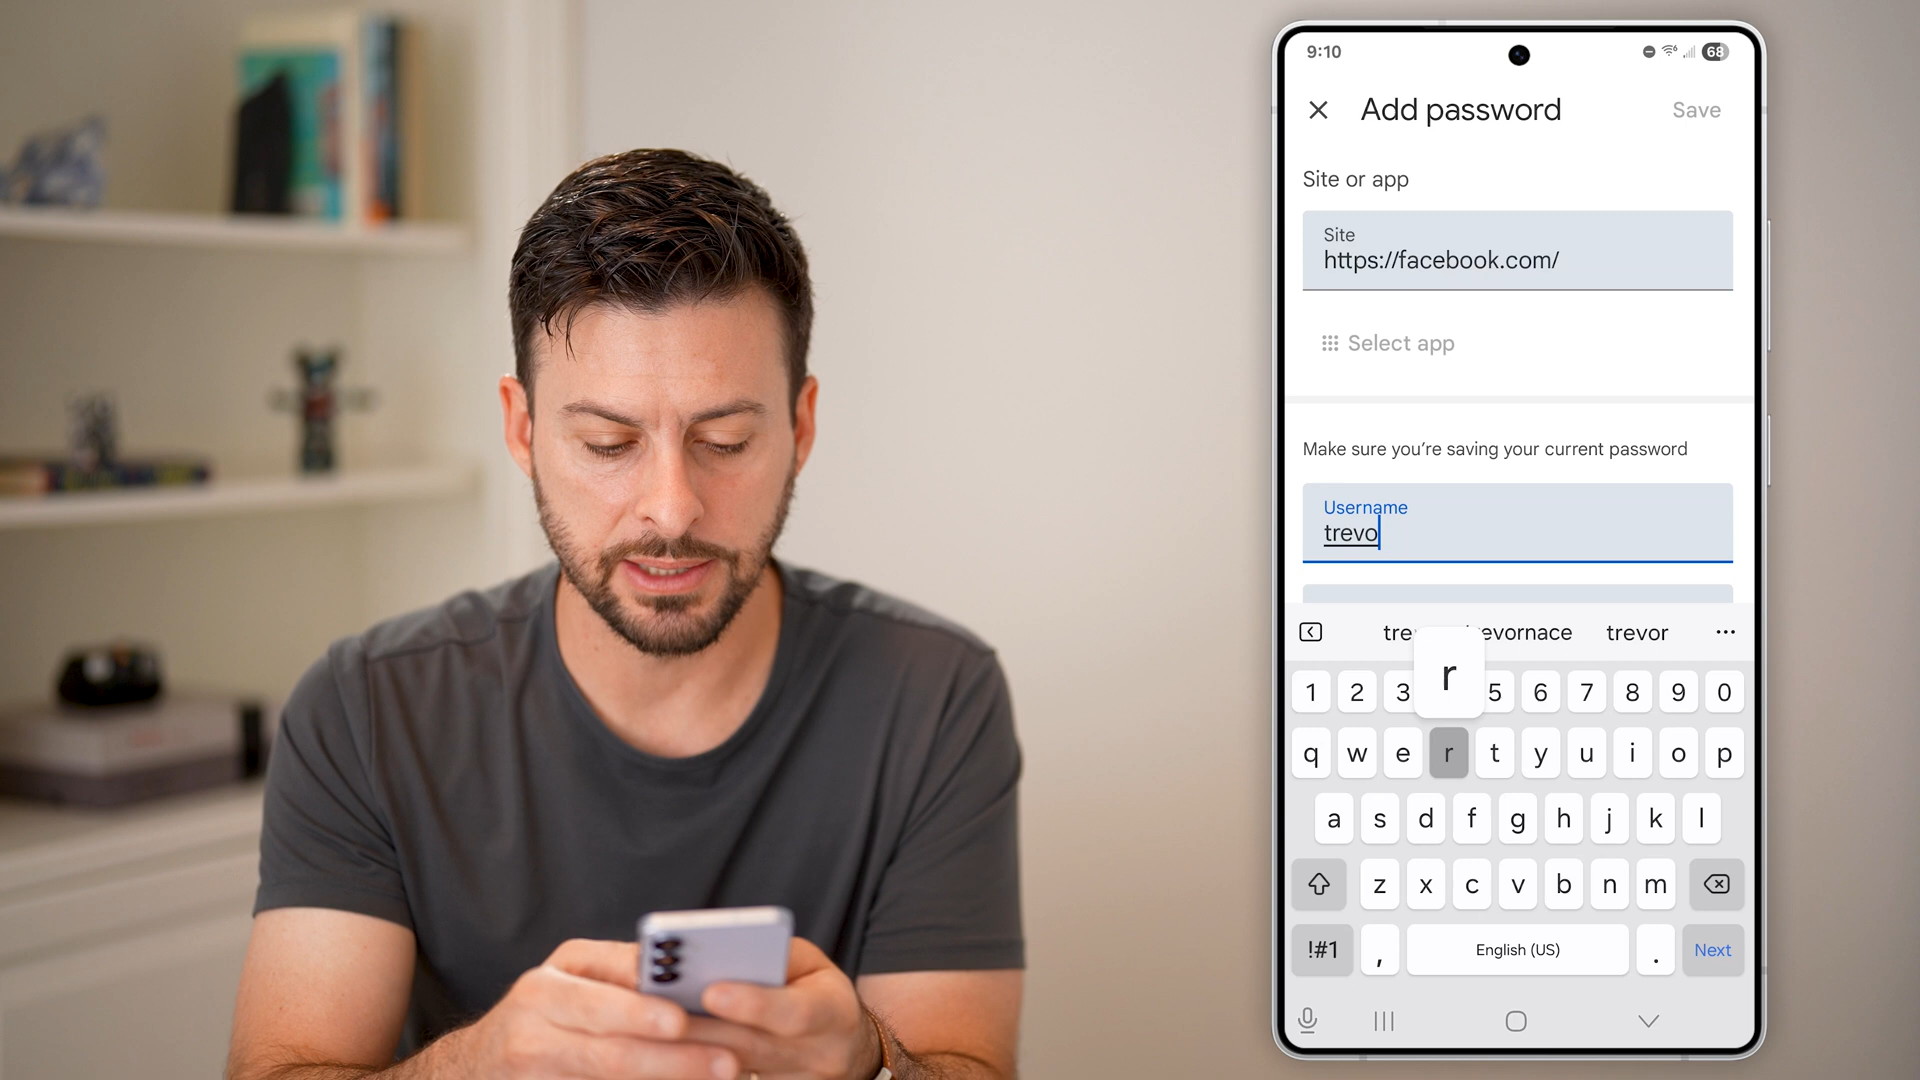 9:10
68
Add password
Save
Site or app
Site
https://facebook.com/
Select app
Make sure you're saving your current password
Username
trevo
trevor
r
1 2 3 5 6 7 8 9 0
q w e r t y u i o p
a s d f g h j k l
z x c v b n m
!#1 , English (US) . Next